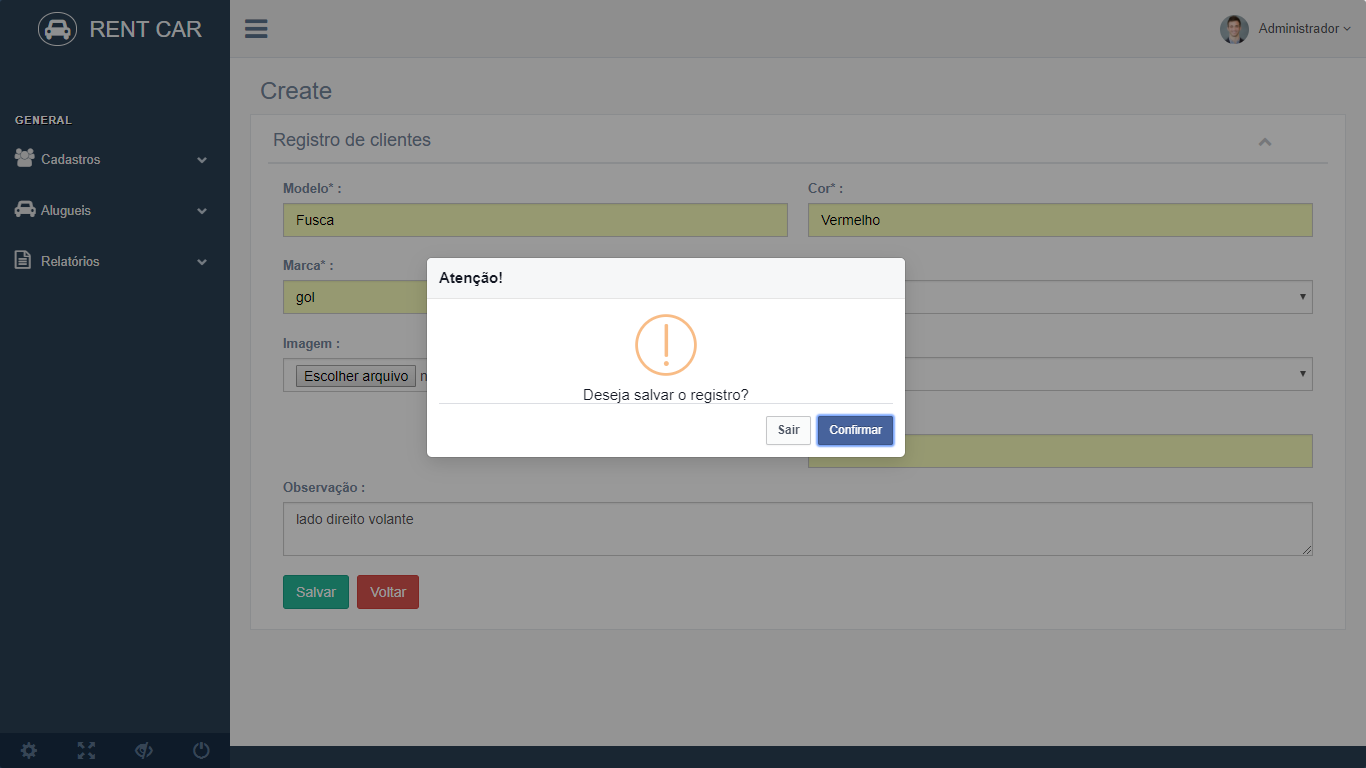 RENT CAR
Administrador
Create
GENERAL
Cadastros
Alugueis
Relatórios
Registro de clientes
Modelo* :
Cor* :
Fusca
Vermelho
Marca* :
gol
Imagem :
Escolher arquivo
Atenção!
Deseja salvar o registro?
Sair Confirmar
Observação :
lado direito volante
Salvar Voltar